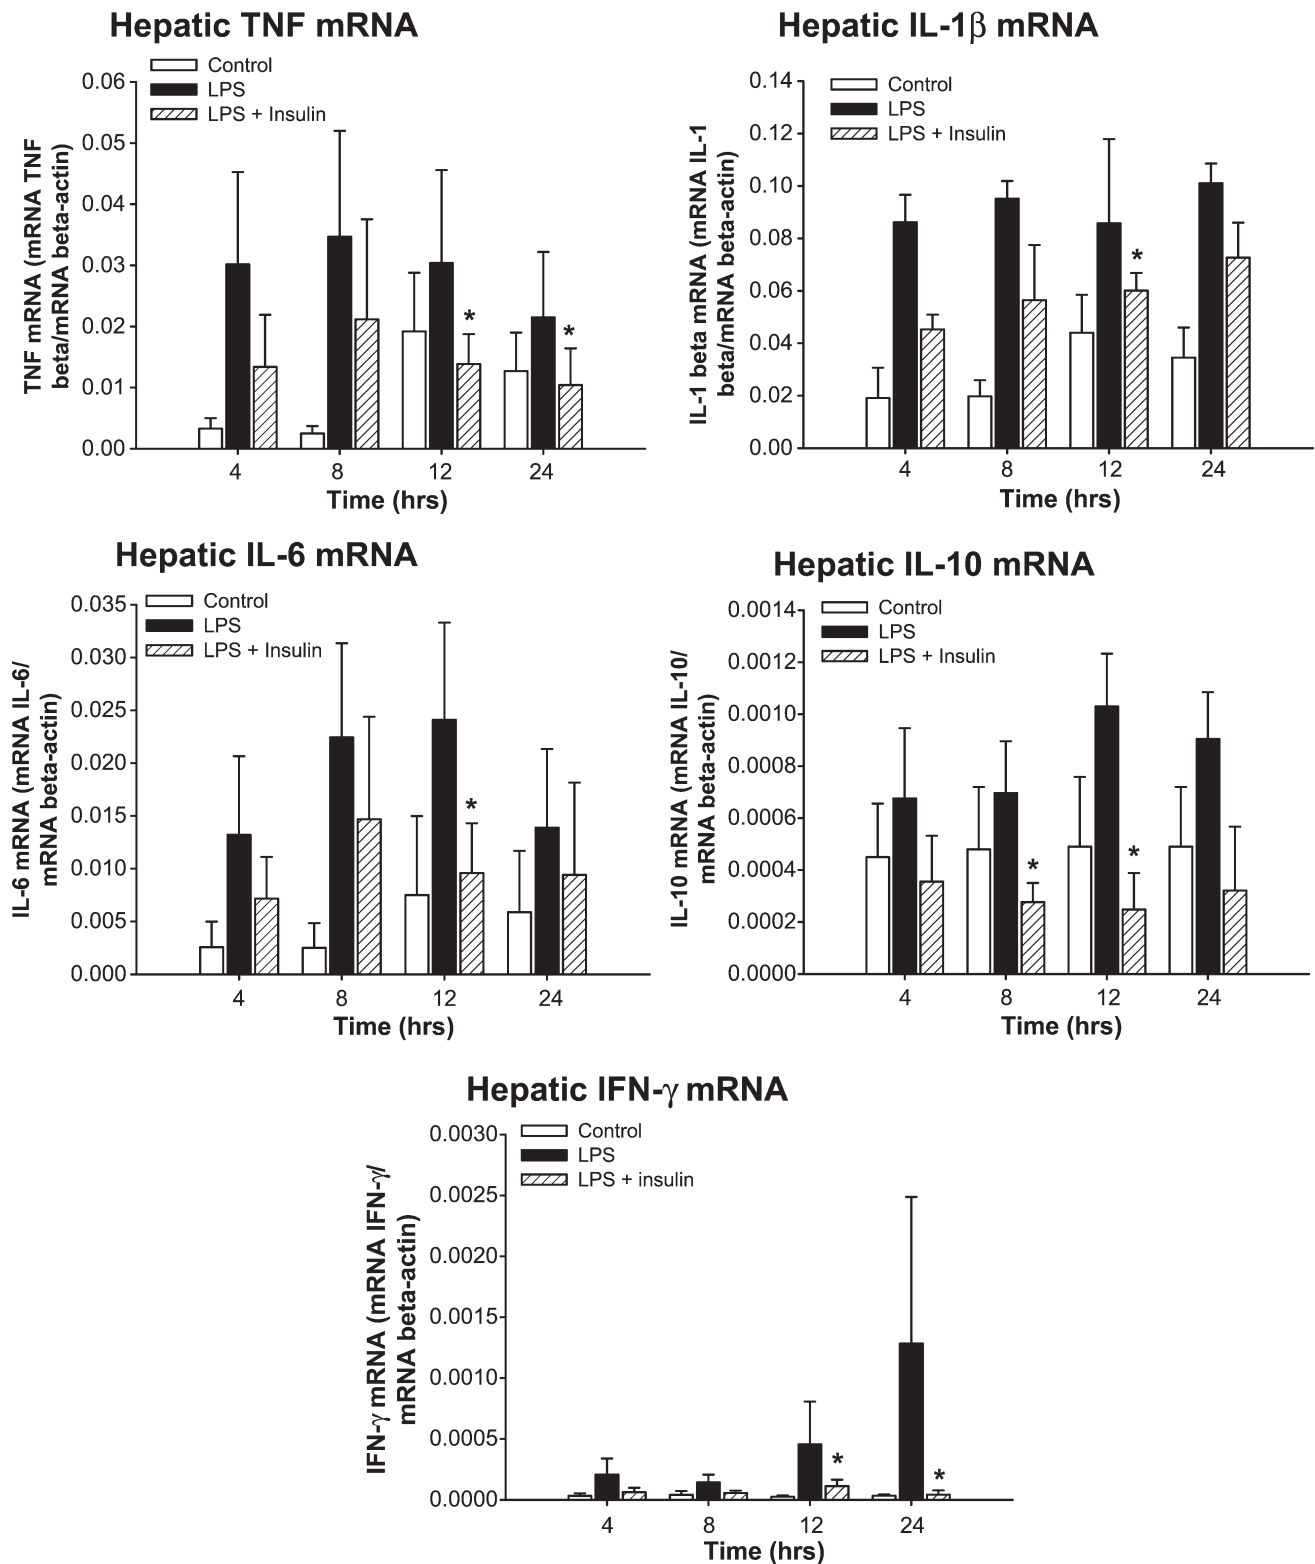 Hepatic TNF mRNA
Control
LPS
LPS + Insulin
0.06
0.05
0.04
0.03
0.02
0.01
0.00
TNF mRNA (mRNA TNF
beta/mRNA beta-actin)
*
*
4 8 12 24
Time (hrs)
Hepatic IL-1β mRNA
Control
LPS
LPS + Insulin
0.14
0.12
0.10
0.08
0.06
0.04
0.02
0.00
IL-1 beta mRNA (mRNA IL-1
beta/mRNA beta-actin)
*
4 8 12 24
Time (hrs)
Hepatic IL-6 mRNA
Control
LPS
LPS + Insulin
0.035
0.030
0.025
0.020
0.015
0.010
0.005
0.000
IL-6 mRNA (mRNA IL-6/
mRNA beta-actin)
*
4 8 12 24
Time (hrs)
Hepatic IL-10 mRNA
Control
LPS
LPS + Insulin
0.0014
0.0012
0.0010
0.0008
0.0006
0.0004
0.0002
0.0000
IL-10 mRNA (mRNA IL-10/
mRNA beta-actin)
*
*
4 8 12 24
Time (hrs)
Hepatic IFN-γ mRNA
Control
LPS
LPS + insulin
0.0030
0.0025
0.0020
0.0015
0.0010
0.0005
0.0000
IFN-γ mRNA (mRNA IFN-γ/
mRNA beta-actin)
*
*
4 8 12 24
Time (hrs)